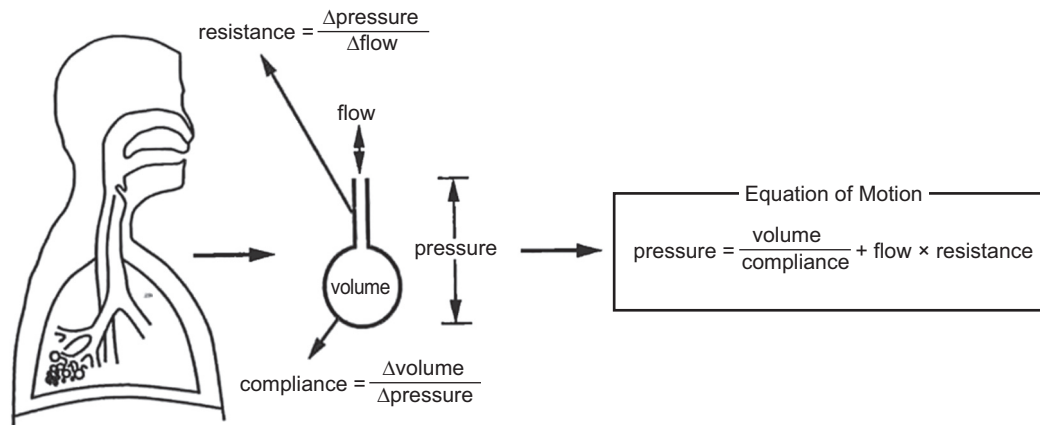 resistance = Δpressure
Δflow
flow
pressure
volume
compliance = Δvolume
Δpressure
Equation of Motion
pressure = volume
compliance + flow × resistance